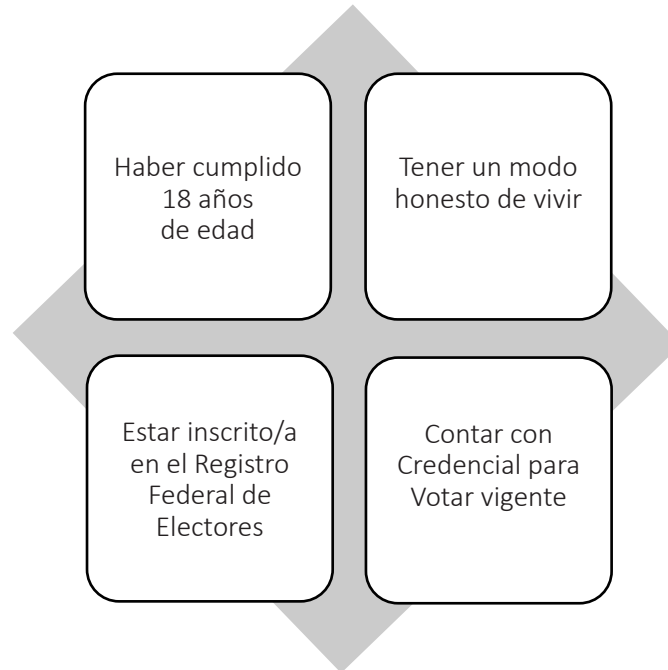 Haber cumplido
18 años
de edad
Tener un modo
honesto de vivir
Estar inscrito/a
en el Registro
Federal de
Electores
Contar con
Credencial para
Votar vigente